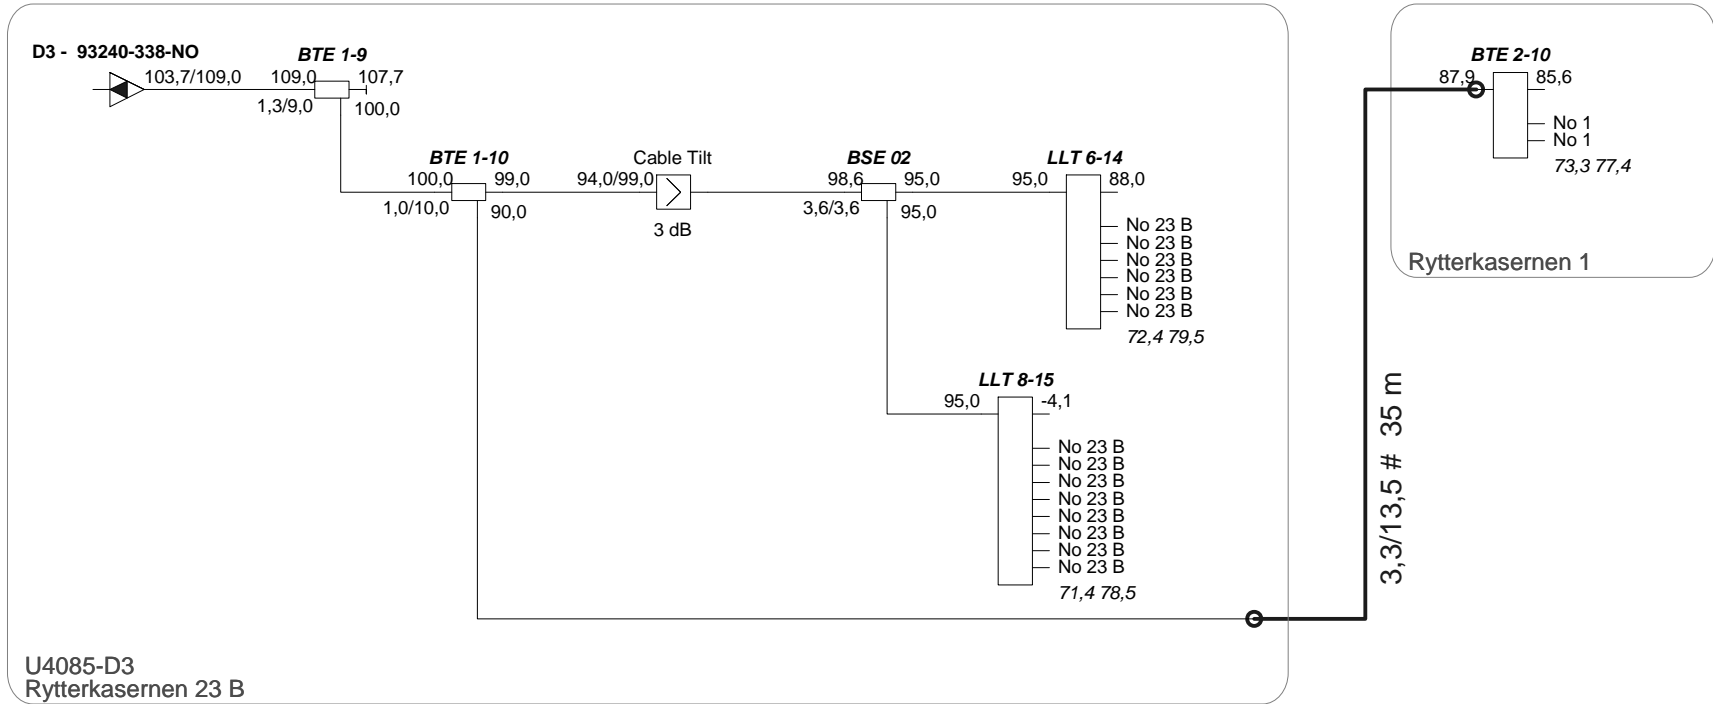 D3 - 93240-338-NO
103,7/109,0
BTE 1-9
109,0
107,7
1,3/9,0
100,0
BTE 1-10
100,0
99,0
1,0/10,0
90,0
Cable Tilt
94,0/99,0
3 dB
BSE 02
98,6
95,0
3,6/3,6
95,0
LLT 6-14
95,0
88,0
No 23 B
No 23 B
No 23 B
No 23 B
No 23 B
No 23 B
72,4 79,5
LLT 8-15
95,0
-4,1
No 23 B
No 23 B
No 23 B
No 23 B
No 23 B
No 23 B
No 23 B
No 23 B
71,4 78,5
U4085-D3
Rytterkasernen 23 B
3,3/13,5 # 35 m
BTE 2-10
87,9
85,6
No 1
No 1
73,3 77,4
Rytterkasernen 1